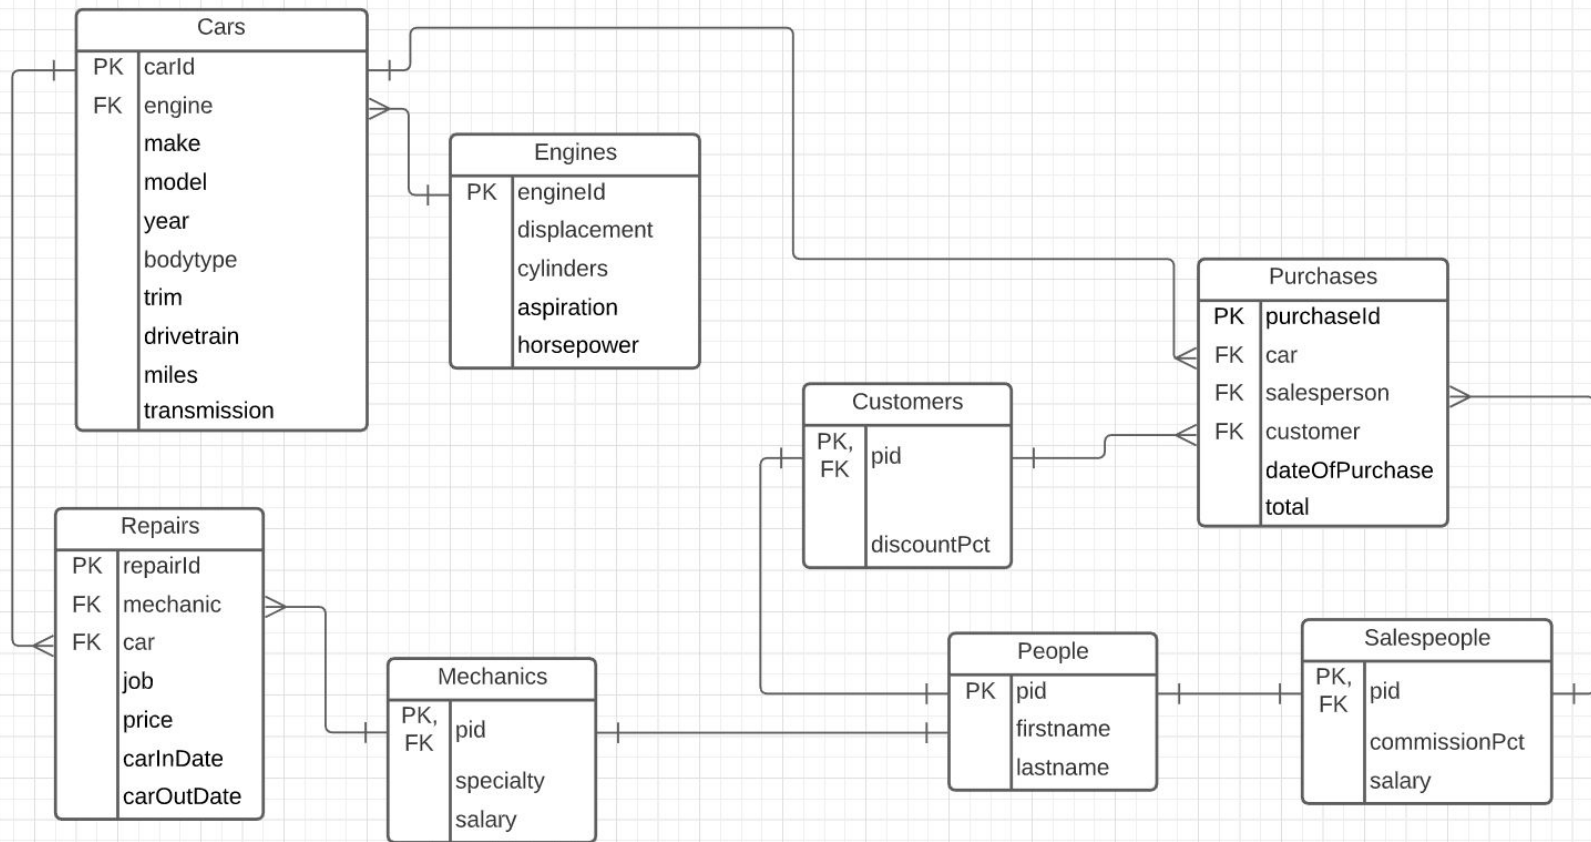 Cars
PK carId
FK engine
make
model
year
bodytype
trim
drivetrain
miles
transmission
Engines
PK engineId
displacement
cylinders
aspiration
horsepower
Purchases
PK purchaseId
FK car
FK salesperson
FK customer
dateOfPurchase
total
Customers
PK,
FK pid
discountPct
Repairs
PK repairId
FK mechanic
FK car
job
price
carInDate
carOutDate
Mechanics
PK,
FK pid
specialty
salary
People
PK pid
firstname
lastname
Salespeople
PK,
FK pid
commissionPct
salary